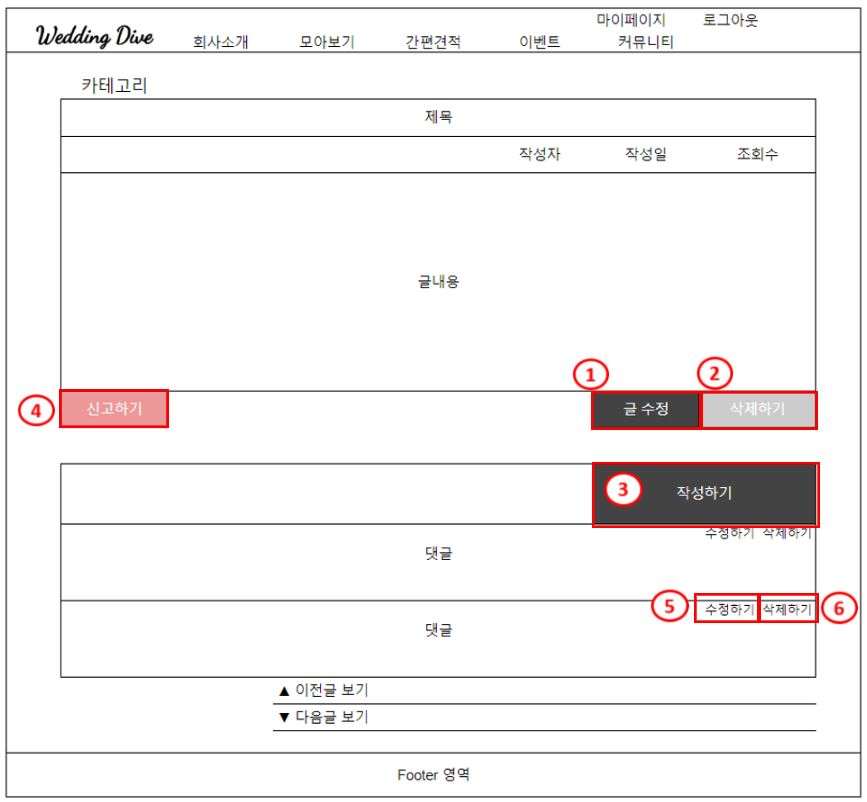 마이페이지 로그아웃
Wedding Dive 회사소개 모아보기 간편견적 이벤트 커뮤니티
카테고리
제목
작성자 작성일 조회수
글내용
1 2
4 신고하기 글 수정 삭제하기
3 작성하기
수정하기 삭제하기
댓글
5 수정하기 삭제하기 6
댓글
▲ 이전글 보기
▼ 다음글 보기
Footer 영역